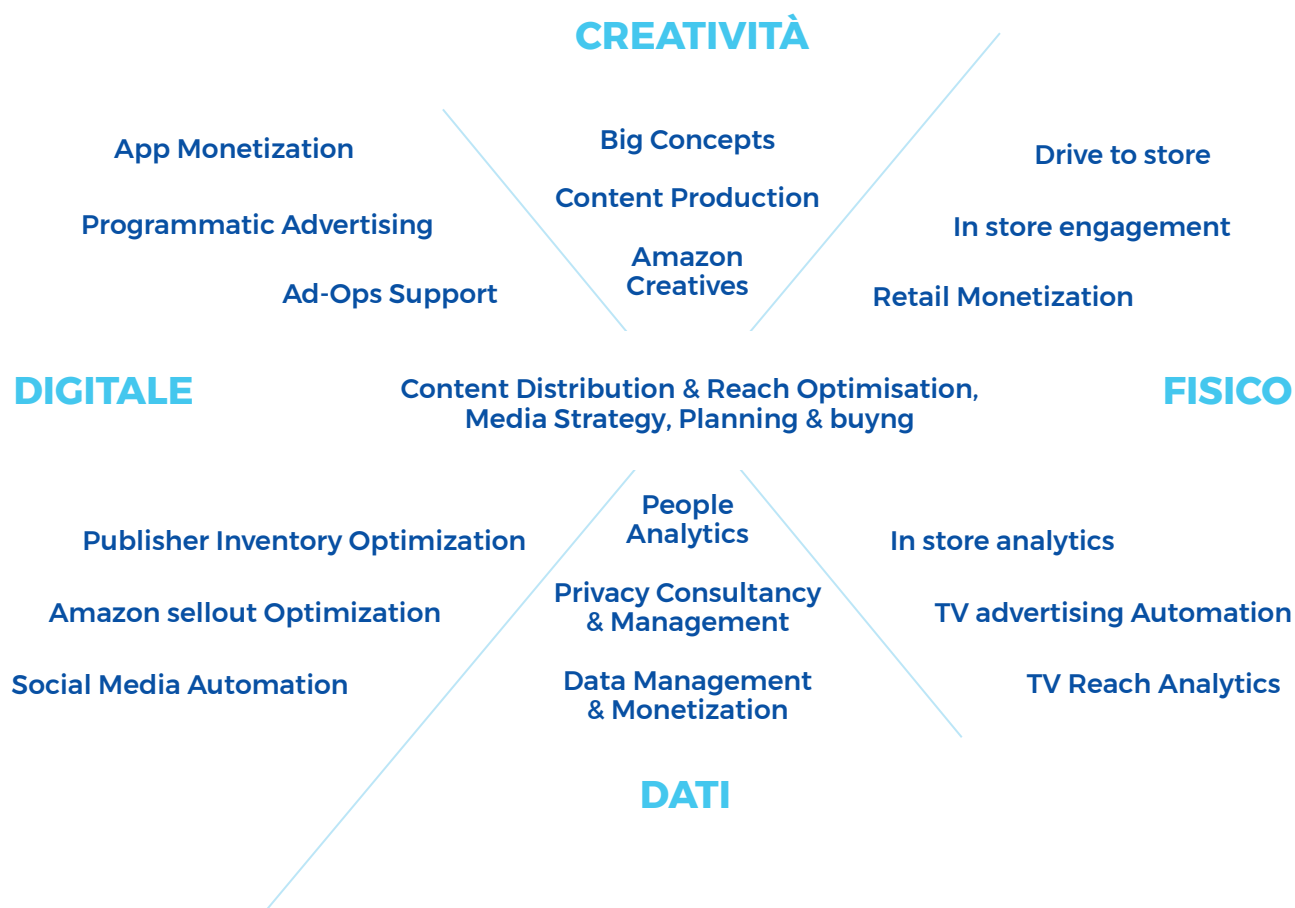 CREATIVITÀ
App Monetization
Big Concepts
Drive to store
Programmatic Advertising
Content Production
In store engagement
Ad-Ops Support
Amazon
Creatives
Retail Monetization
DIGITALE
Content Distribution & Reach Optimisation,
Media Strategy, Planning & buyng
FISICO
People
Analytics
Publisher Inventory Optimization
In store analytics
Privacy Consultancy
& Management
Amazon sellout Optimization
TV advertising Automation
Data Management
& Monetization
Social Media Automation
TV Reach Analytics
DATI